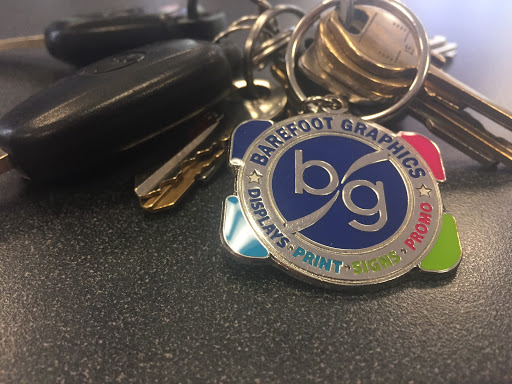 BAREFOOT GRAPHICS
bg
DISPLAYS · PRINT · SIGNS · PROMO